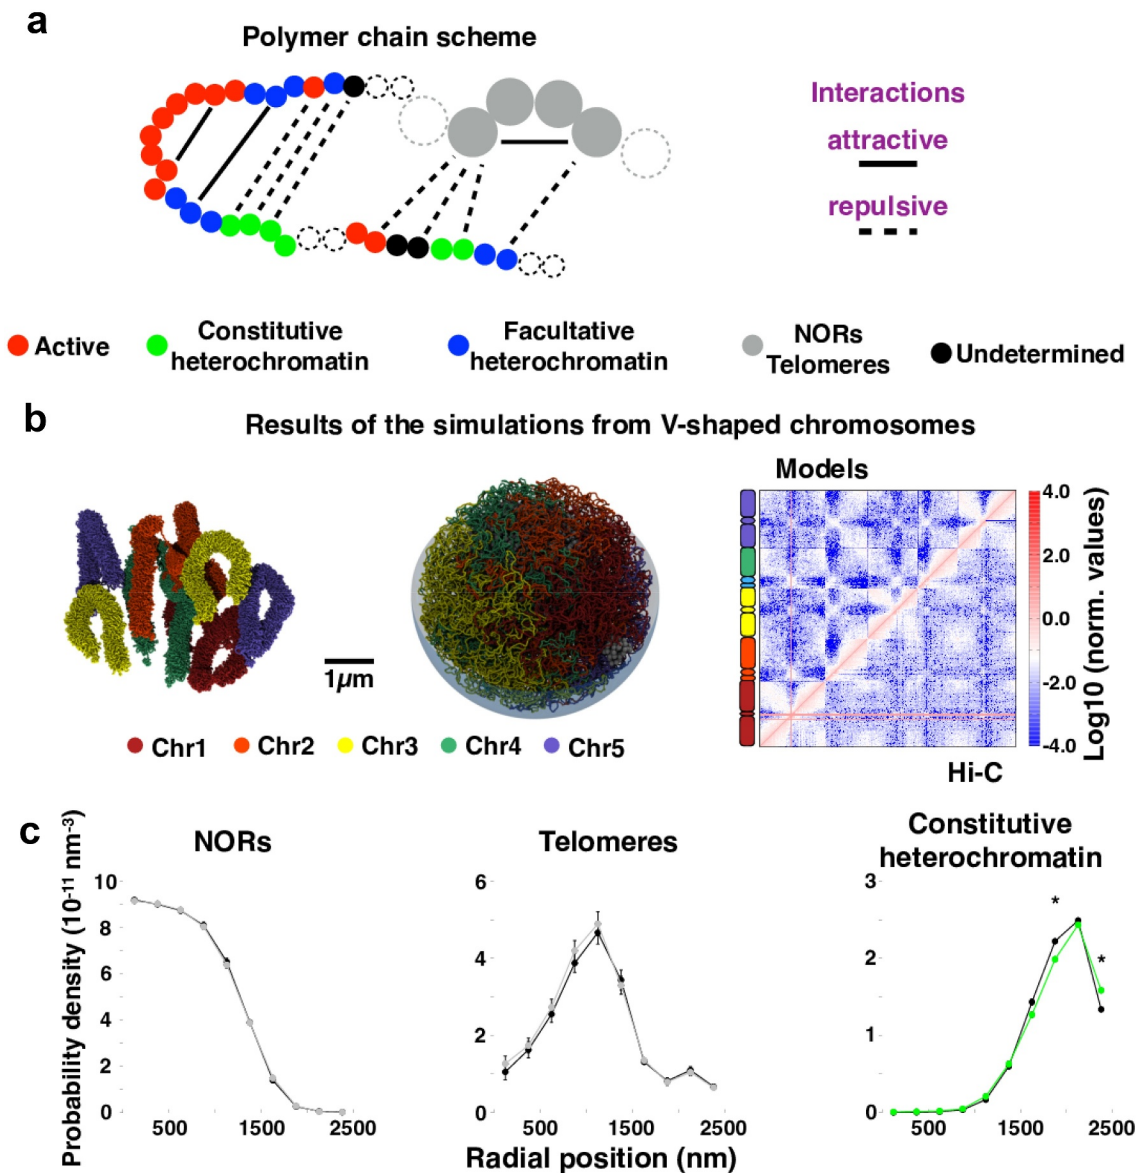 a
Polymer chain scheme
Interactions
attractive
repulsive
Active
Constitutive
heterochromatin
Facultative
heterochromatin
NORs
Telomeres
Undetermined
b
Results of the simulations from V-shaped chromosomes
Models
4.0
2.0
0.0
-2.0
-4.0
Log10 (norm. values)
1μm
Chr1
Chr2
Chr3
Chr4
Chr5
Hi-C
c
Probability density (10⁻¹¹ nm⁻³)
NORs
10
8
6
4
2
0
500
1500
2500
Telomeres
6
4
2
0
500
1500
2500
Constitutive
heterochromatin
3
2
1
0
*
*
500
1500
2500
Radial position (nm)